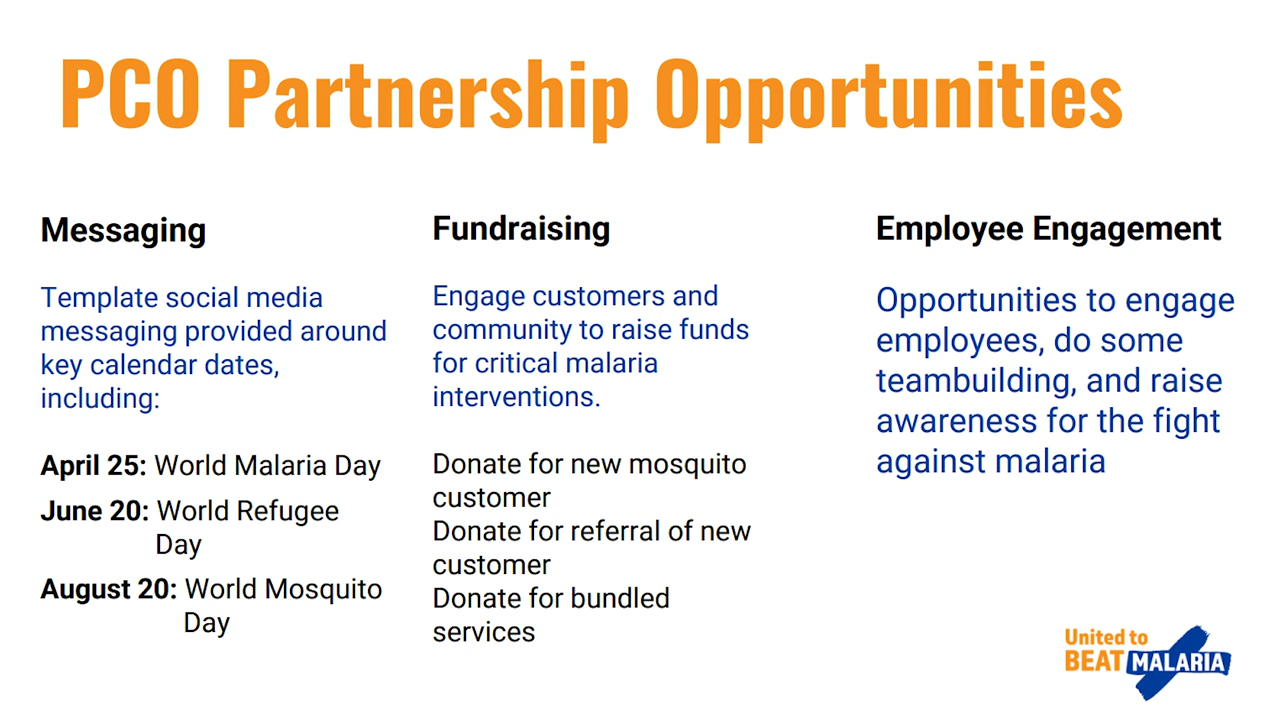 PCO Partnership Opportunities
Messaging
Template social media
messaging provided around
key calendar dates,
including:
April 25: World Malaria Day
June 20: World Refugee
Day
August 20: World Mosquito
Day
Fundraising
Engage customers and
community to raise funds
for critical malaria
interventions.
Donate for new mosquito
customer
Donate for referral of new
customer
Donate for bundled
services
Employee Engagement
Opportunities to engage
employees, do some
teambuilding, and raise
awareness for the fight
against malaria
United to
BEAT MALARIA